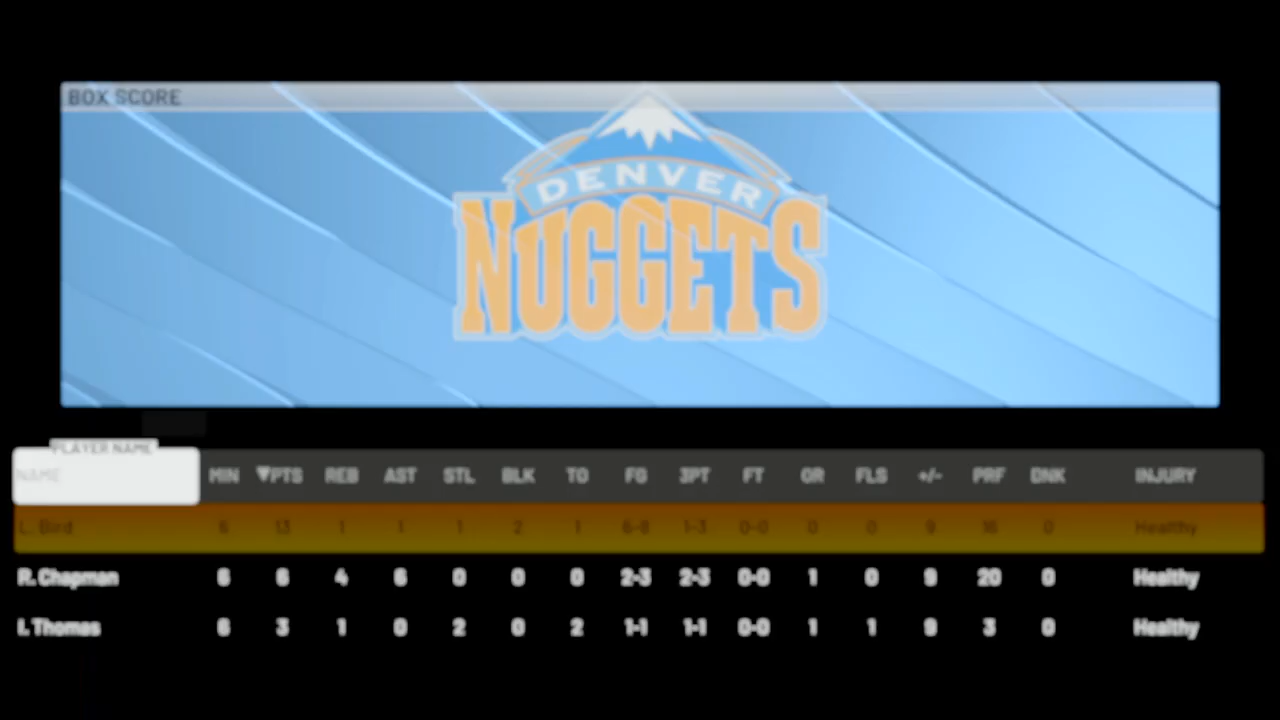 BOX SCORE
DENVER
NUGGETS
PLAYER NAME
NAME MIN ▼PTS REB AST STL BLK TO FG 3PT FT OR FLS +/- PRF DNK INJURY
L. Bird 6 13 1 1 1 2 1 6-8 1-3 0-0 0 0 9 16 0 Healthy
R. Chapman 6 6 4 6 0 0 0 2-3 2-3 0-0 1 0 9 20 0 Healthy
I. Thomas 6 3 1 0 2 0 2 1-1 1-1 0-0 1 1 9 3 0 Healthy